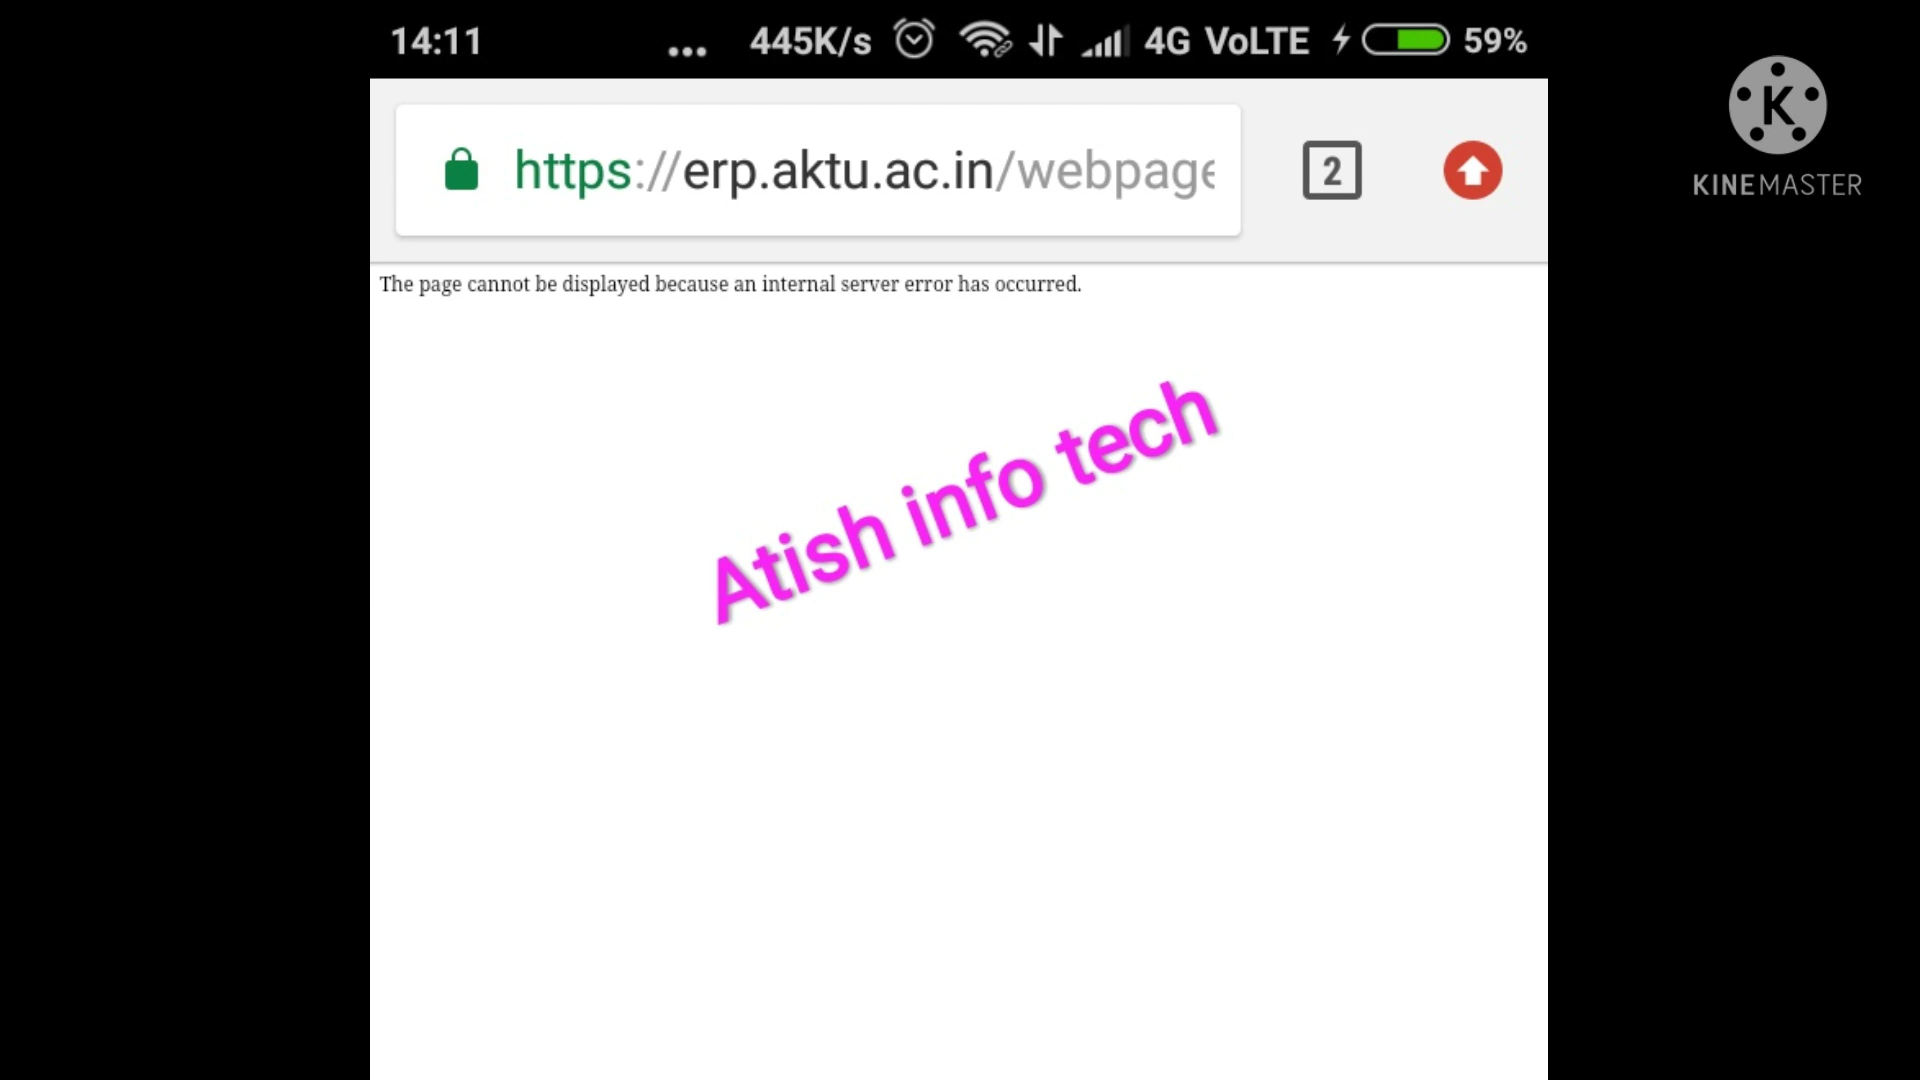 14:11 ... 445K/s 4G VoLTE 59%
K
KINEMASTER
https://erp.aktu.ac.in/webpage
2
The page cannot be displayed because an internal server error has occurred.
Atish info tech